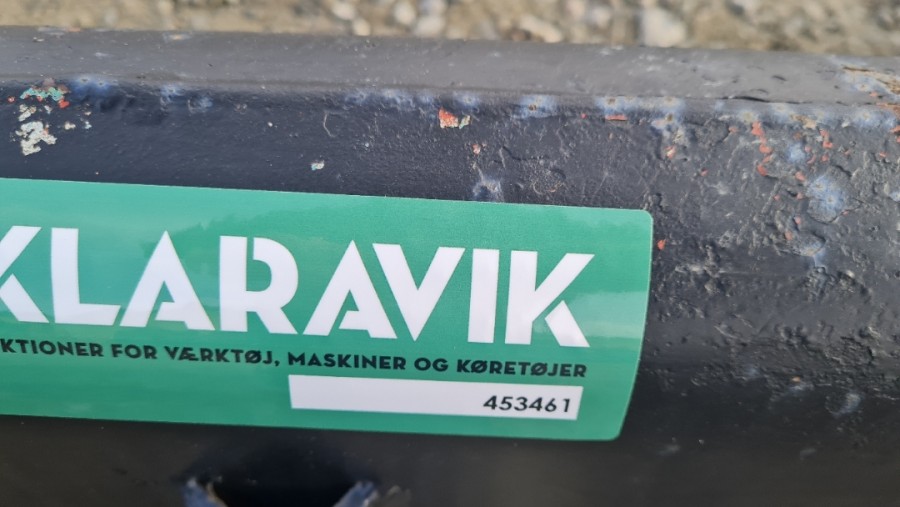 KLARAVIK
KTIONER FOR VÆRKTØJ, MASKINER OG KØRETØJER
453461